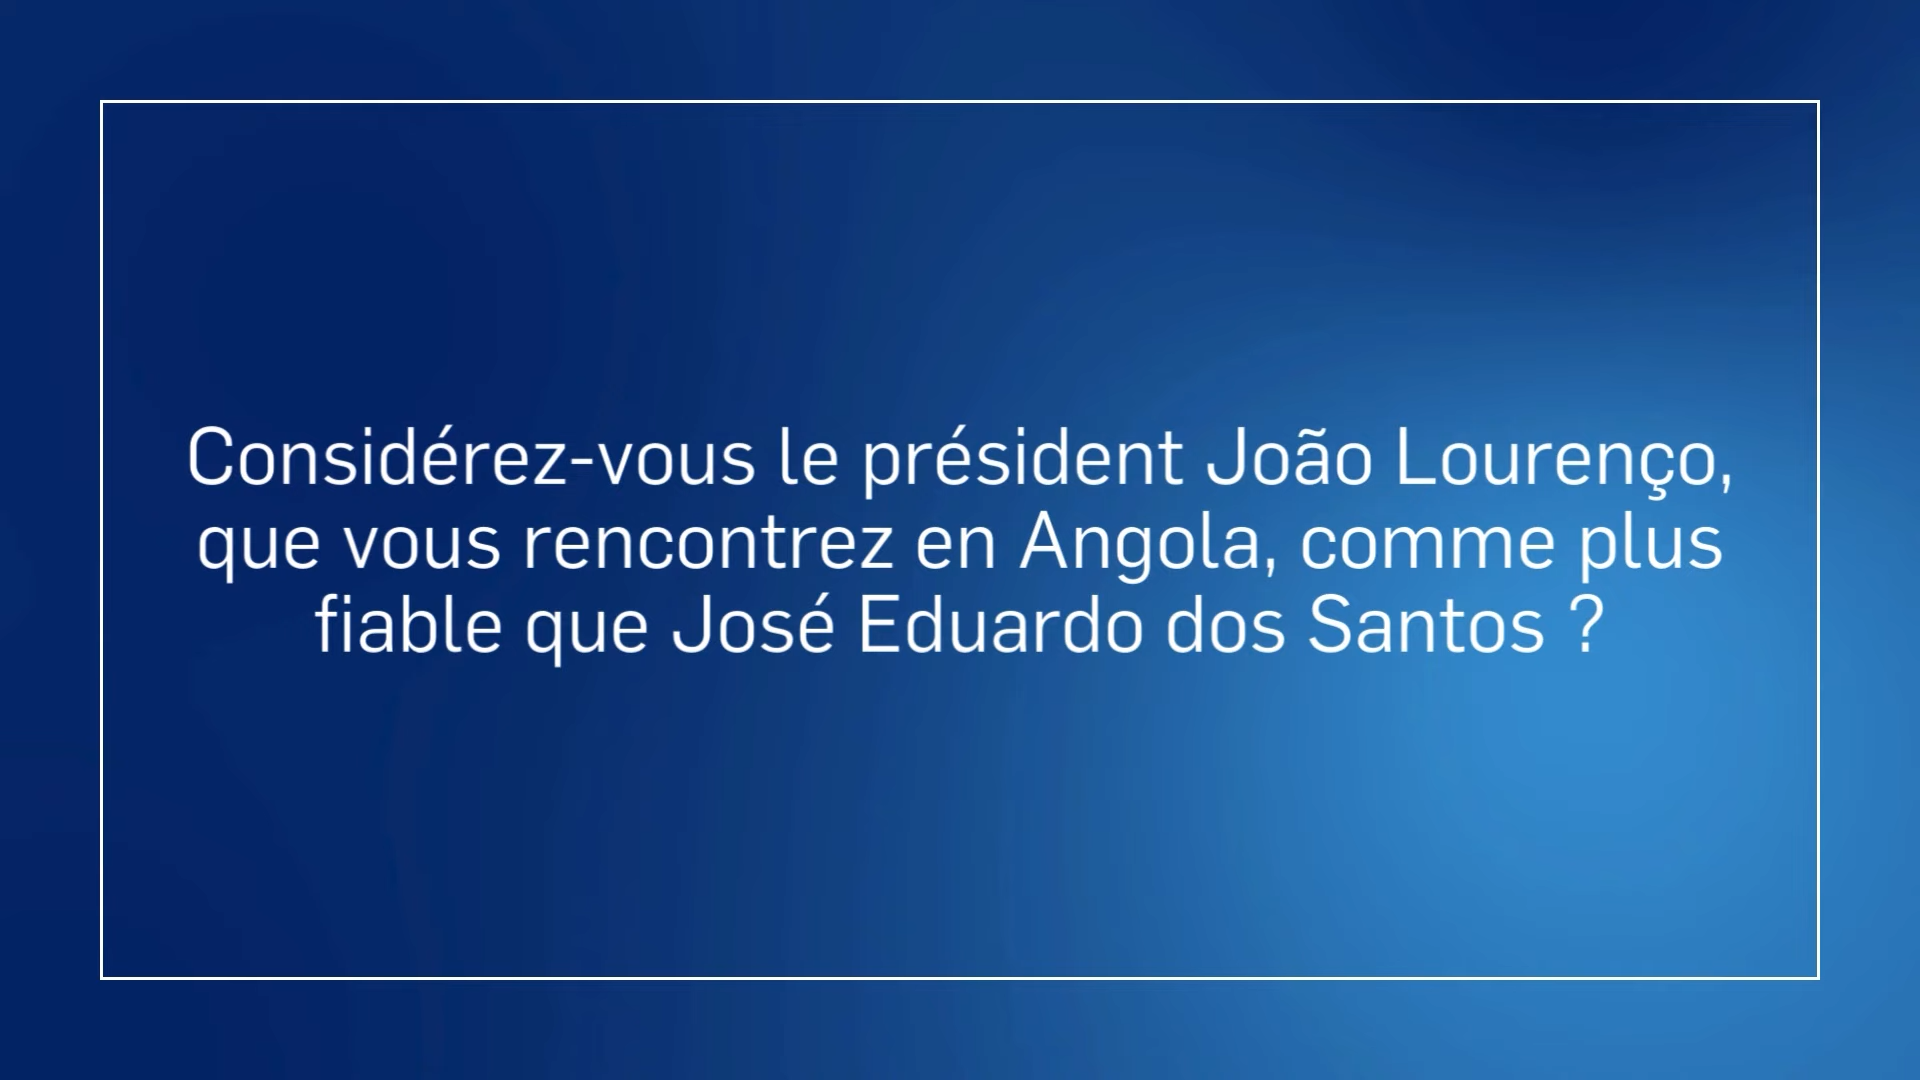 Considérez-vous le président João Lourenço,
que vous rencontrez en Angola, comme plus
fiable que José Eduardo dos Santos ?